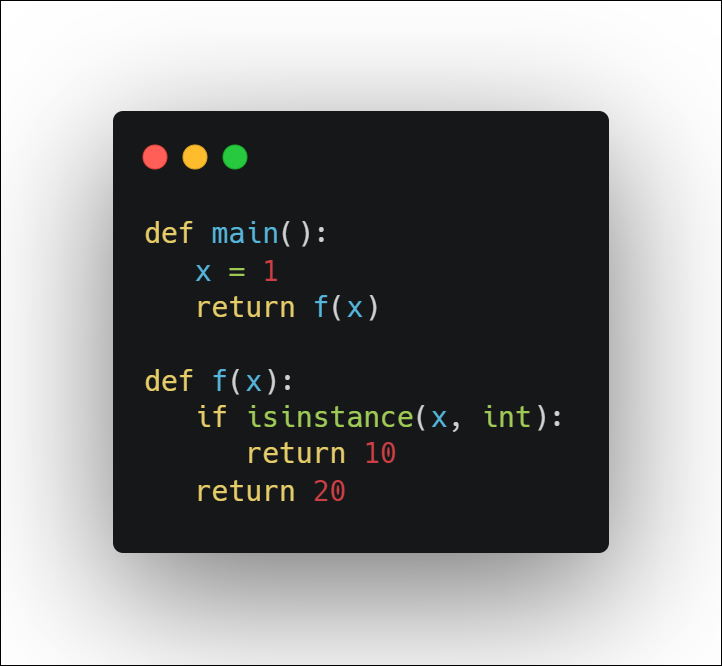 def main():
   x = 1
   return f(x)

def f(x):
   if isinstance(x, int):
      return 10
   return 20